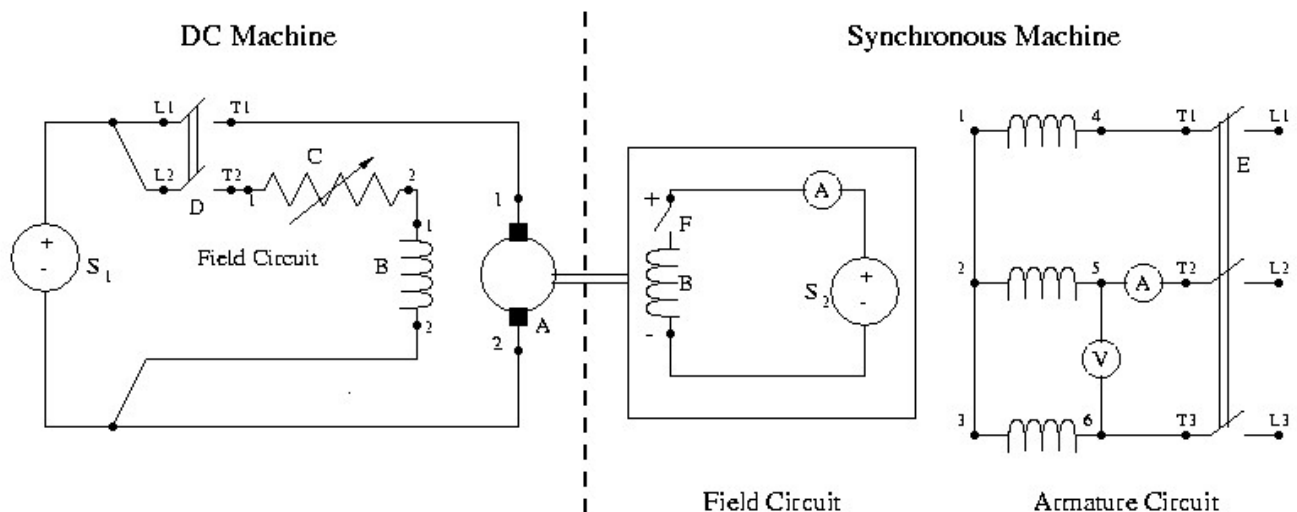 DC Machine
Synchronous Machine
L1 T1
L2 T2
D
1
C
2
1
B
2
Field Circuit
+
-
S1
1
A
2
+
F
B
-
A
+
-
S2
Field Circuit
1 4 T1 L1
E
2 5 A T2 L2
V
3 6 T3 L3
Armature Circuit